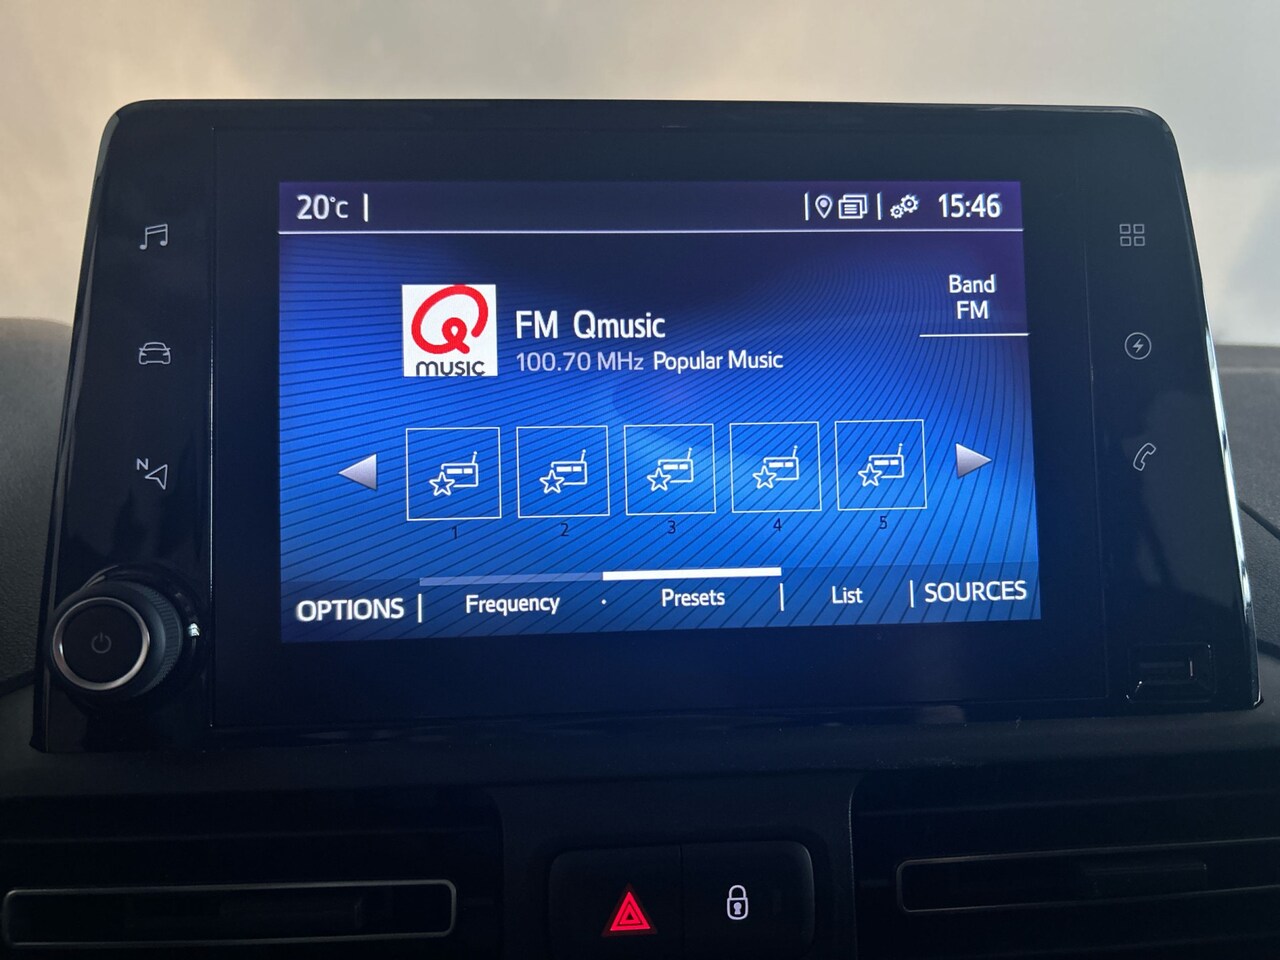 20°C
15:46
Band
FM
Q
MUSIC
FM Qmusic
100.70 MHz Popular Music
N
1 2 3 4 5
OPTIONS Frequency Presets List SOURCES